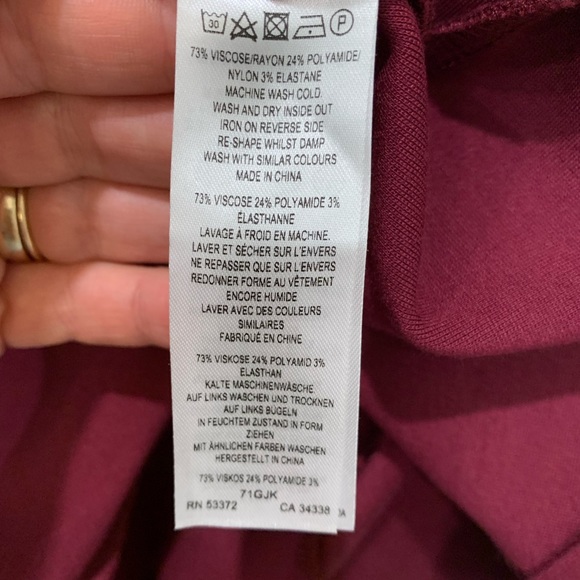 30 P
73% VISCOSE/RAYON 24% POLYAMIDE/
NYLON 3% ELASTANE
MACHINE WASH COLD.
WASH AND DRY INSIDE OUT
IRON ON REVERSE SIDE
RE-SHAPE WHILST DAMP
WASH WITH SIMILAR COLOURS
MADE IN CHINA
73% VISCOSE 24% POLYAMIDE 3%
ÉLASTHANNE
LAVAGE À FROID EN MACHINE.
LAVER ET SÉCHER SUR L'ENVERS
NE REPASSER QUE SUR L'ENVERS
REDONNER FORME AU VÊTEMENT
ENCORE HUMIDE
LAVER AVEC DES COULEURS
SIMILAIRES
FABRIQUÉ EN CHINE
73% VISKOSE 24% POLYAMID 3%
ELASTHAN
KALTE MASCHINENWÄSCHE
AUF LINKS WASCHEN UND TROCKNEN
AUF LINKS BÜGELN
IN FEUCHTEM ZUSTAND IN FORM
ZIEHEN
MIT ÄHNLICHEN FARBEN WASCHEN
HERGESTELLT IN CHINA
73% VISKOS 24% POLYAMID 3%
71GJK
RN 53372 CA 34338